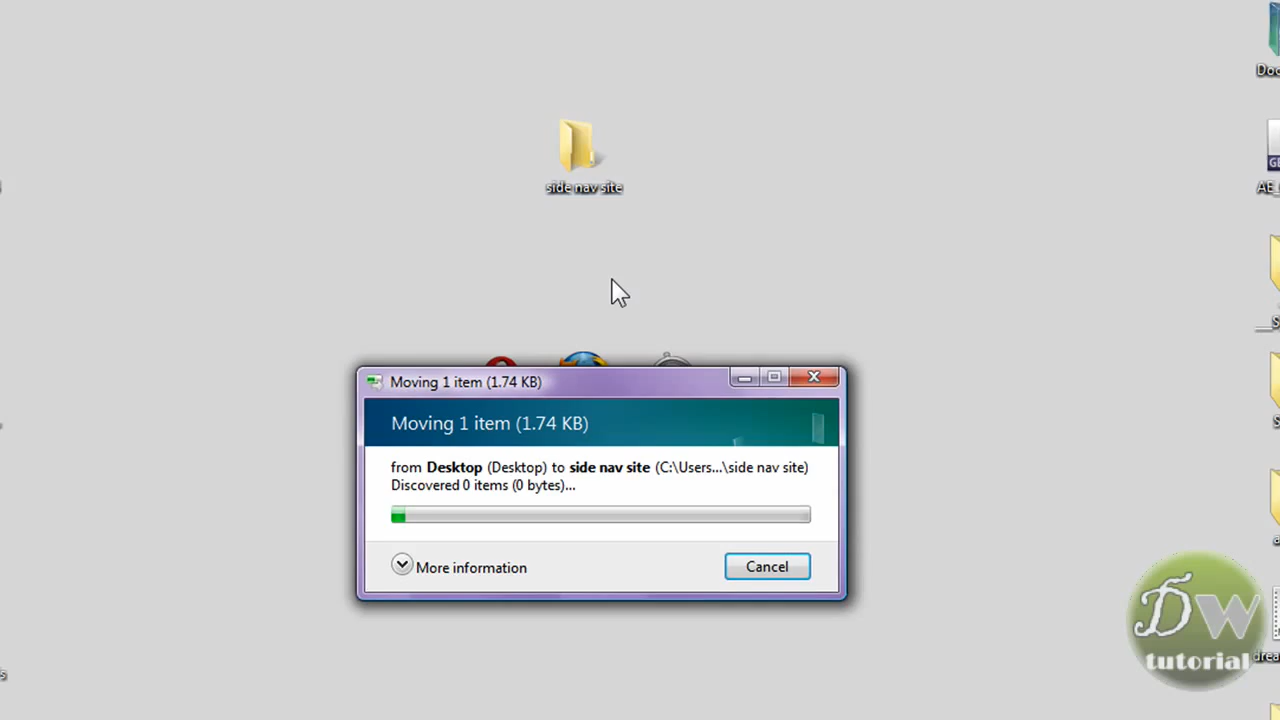 side nav site
Moving 1 item (1.74 KB)
Moving 1 item (1.74 KB)
from Desktop (Desktop) to side nav site (C:\Users...\side nav site)
Discovered 0 items (0 bytes)...
More information
Cancel
DW
tutorial